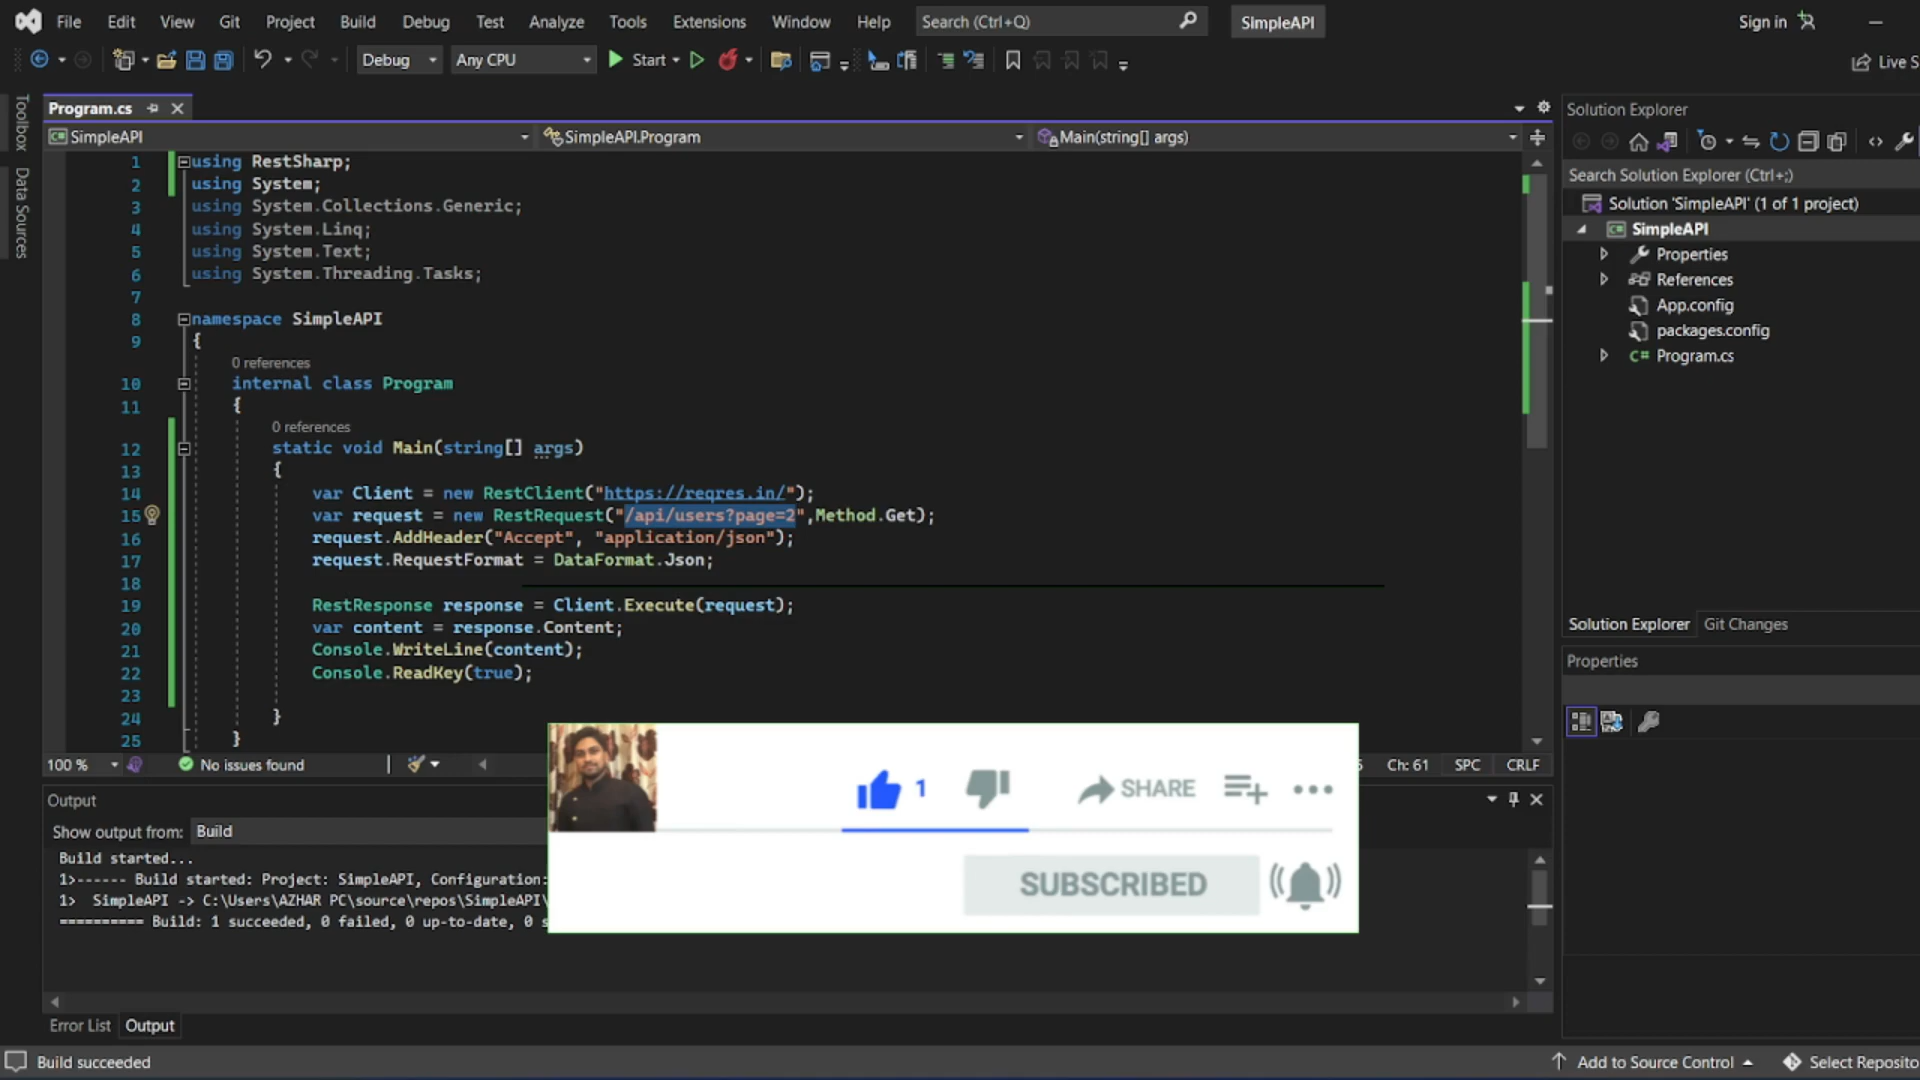 File Edit View Git Project Build Debug Test Analyze Tools Extensions Window Help Search (Ctrl+Q) SImpleAPI Sign in
Debug Any CPU Start Live S
Toolbox
Data Sources
Program.cs
SimpleAPI SimpleAPI.Program Main(string[] args)
1 using RestSharp;
2 using System;
3 using System.Collections.Generic;
4 using System.Linq;
5 using System.Text;
6 using System.Threading.Tasks;
7
8 namespace SimpleAPI
9 {
0 references
10 internal class Program
11 {
0 references
12 static void Main(string[] args)
13 {
14 var Client = new RestClient("https://reqres.in/");
15 var request = new RestRequest("/api/users?page=2",Method.Get);
16 request.AddHeader("Accept", "application/json");
17 request.RequestFormat = DataFormat.Json;
18
19 RestResponse response = Client.Execute(request);
20 var content = response.Content;
21 Console.WriteLine(content);
22 Console.ReadKey(true);
23
24 }
25 }
100 % No issues found Ch: 61 SPC CRLF
Output
Show output from: Build
Build started...
1>------ Build started: Project: SimpleAPI, Configuration:
1> SimpleAPI -> C:\Users\AZHAR PC\source\repos\SimpleAPI\
========== Build: 1 succeeded, 0 failed, 0 up-to-date, 0 s
1 SHARE
SUBSCRIBED
Error List Output
Build succeeded
Solution Explorer
Search Solution Explorer (Ctrl+;)
Solution 'SimpleAPI' (1 of 1 project)
SimpleAPI
Properties
References
App.config
packages.config
C# Program.cs
Solution Explorer Git Changes
Properties
Add to Source Control Select Reposito